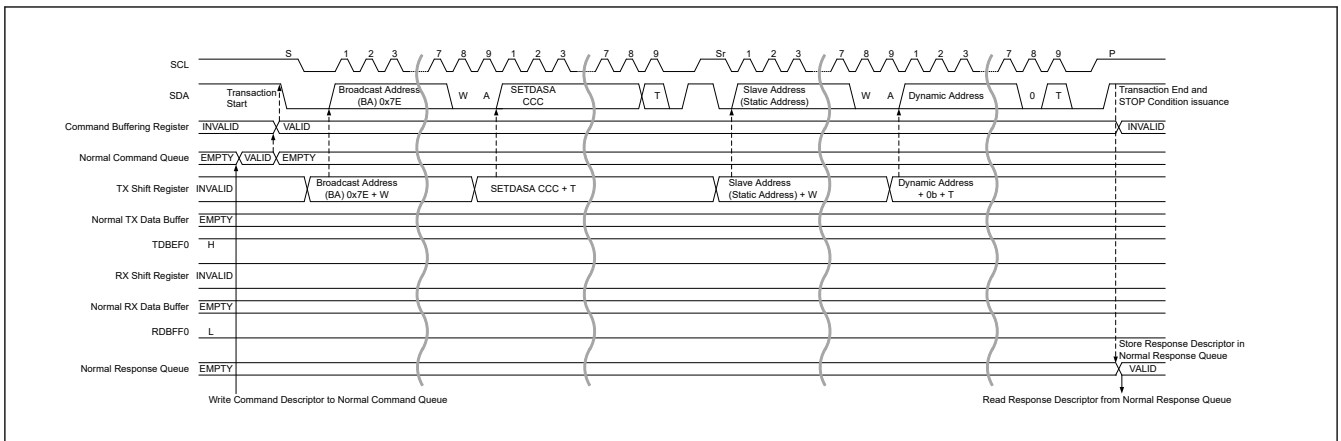 S 1 2 3 7 8 9 1 2 3 7 8 9 Sr 1 2 3 7 8 9 1 2 3 7 8 9 P
SCL
SDA
Transaction
Start
Broadcast Address
(BA) 0x7E
W A
SETDASA
CCC
T
Slave Address
(Static Address)
W A
Dynamic Address
0 T
Transaction End and
STOP Condition issuance
Command Buffering Register INVALID VALID INVALID
Normal Command Queue EMPTY VALID EMPTY
TX Shift Register INVALID
Broadcast Address
(BA) 0x7E + W
SETDASA CCC + T
Slave Address
(Static Address) + W
Dynamic Address
+ 0b + T
Normal TX Data Buffer EMPTY
TDBEF0 H
RX Shift Register INVALID
Normal RX Data Buffer EMPTY
RDBFF0 L
Store Response Descriptor in
Normal Response Queue
Normal Response Queue EMPTY VALID
Write Command Descriptor to Normal Command Queue
Read Response Descriptor from Normal Response Queue